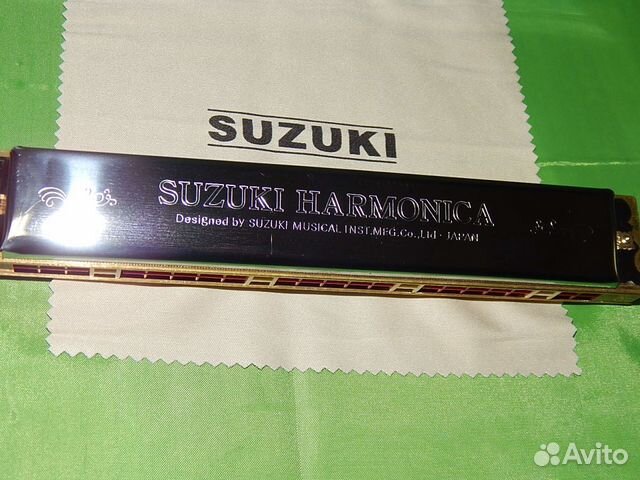 SUZUKI
SUZUKI HARMONICA
Designed by SUZUKI MUSICAL INST.MFG.Co.,Ltd · JAPAN
Avito